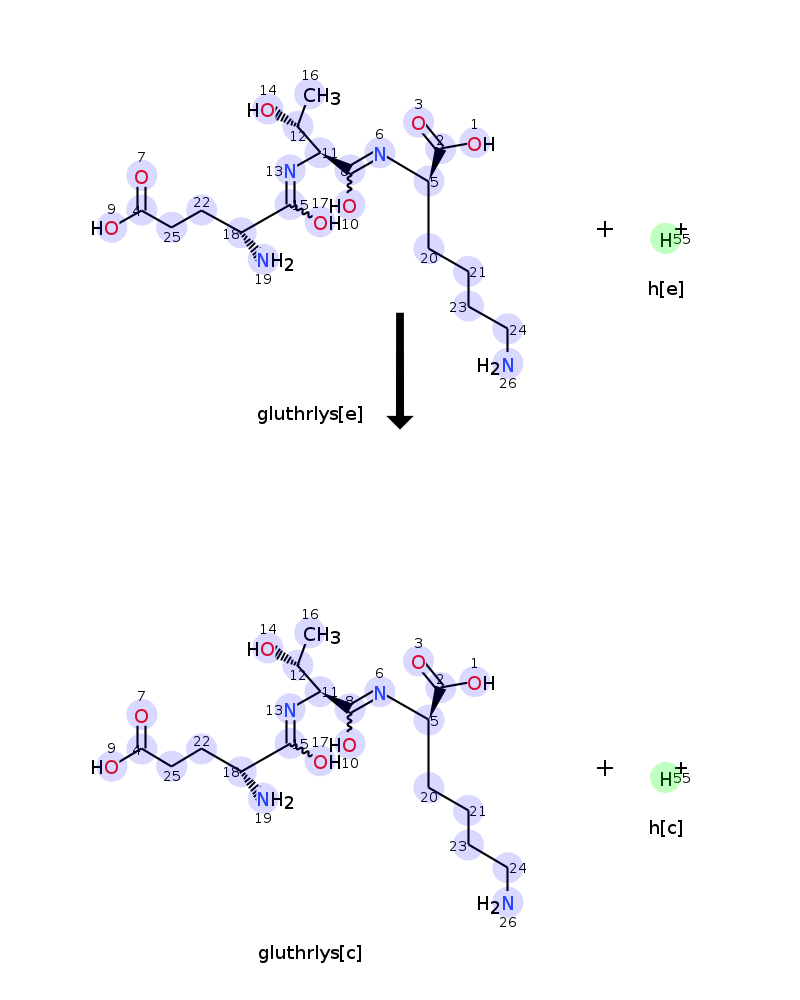 16
14
CH3
HO
3
1
12
O
2
OH
6
8
N
11
7
13
N
5
O
HO
9
22
15
17
10
4
OH
HO
18
25
NH2
+
H
+
55
19
20
21
h[e]
23
24
H2N
26
gluthrlys[e]
16
14
CH3
HO
3
1
12
O
2
OH
6
8
N
11
7
13
N
5
O
HO
9
22
15
17
10
4
OH
HO
18
25
NH2
+
H
+
55
19
20
21
h[c]
23
24
H2N
26
gluthrlys[c]